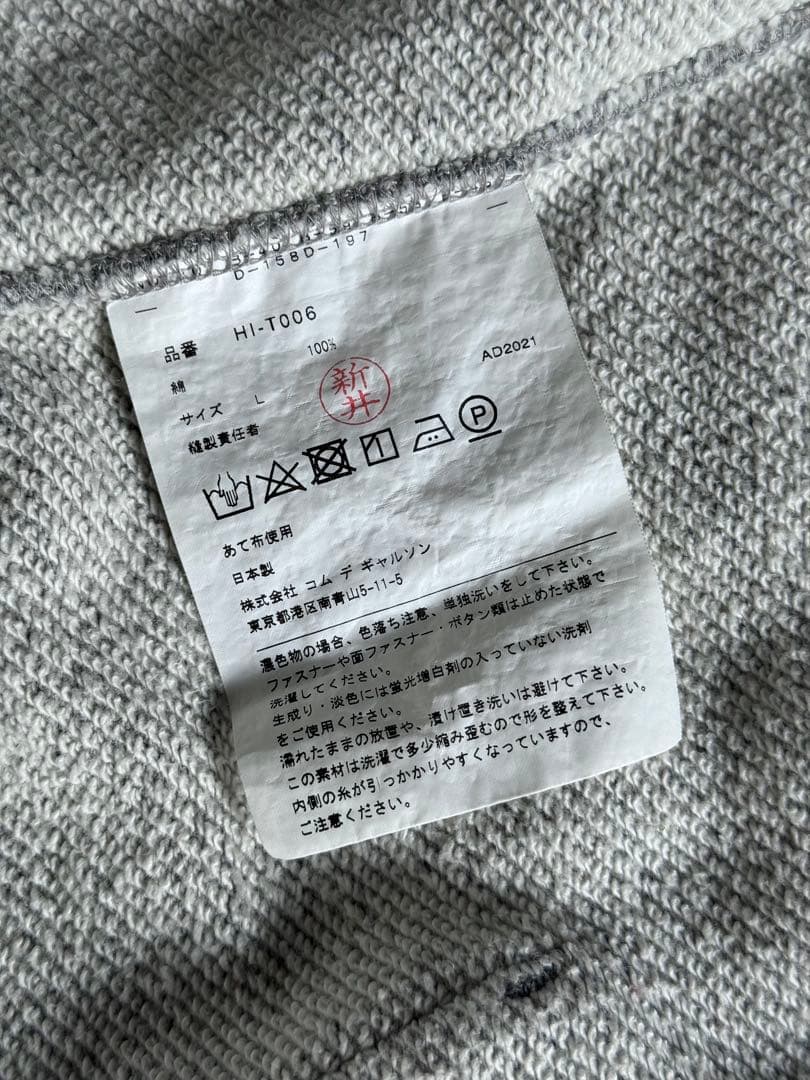 D-158D-197
品番 HI-T006
綿 100%
サイズ L AD2021
縫製責任者 新井
P
あて布使用
日本製
株式会社 コム デ ギャルソン
東京都港区南青山5-11-5
濃色物の場合、色落ち注意、単独洗いをして下さい。
ファスナーや面ファスナー・ボタン類は止めた状態で
洗濯してください。
生成り・淡色には蛍光増白剤の入っていない洗剤
をご使用ください。
濡れたままの放置や、漬け置き洗いは避けて下さい。
この素材は洗濯で多少縮み歪むので形を整えて下さい。
内側の糸が引っかかりやすくなっていますので、
ご注意ください。